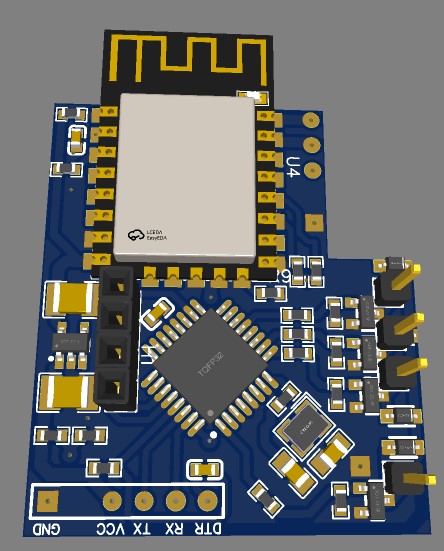 LCEDA
EasyEDA
U4
TQFP32
GND
VCC
TX
RX
DTR